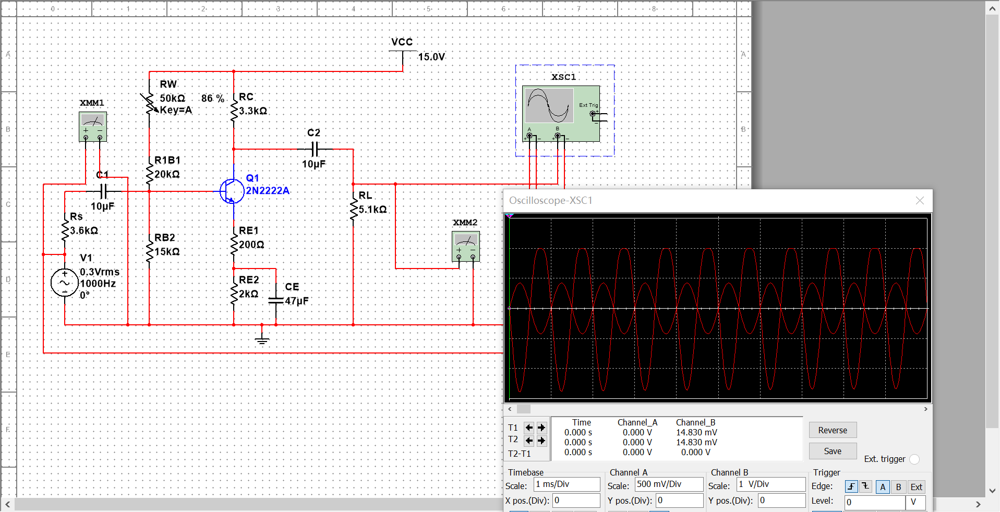 0 1 2 3 4 5 6 7 8
A A
VCC
15.0V
XSC1
RW
50kΩ 86 %
Key=A
RC
3.3kΩ
XMM1
+ −
Ext Trig
+
−
A B
+ − + −
B B
C2
10µF
R1B1
20kΩ
C1
10µF
Q1
2N2222A
C C
Rs
3.6kΩ
RL
5.1kΩ
Oscilloscope-XSC1
XMM2
+ −
RE1
200Ω
RB2
15kΩ
V1
0.3Vrms
1000Hz
0°
D
RE2
2kΩ
CE
47µF
E
F
Time Channel_A Channel_B
T1 0.000 s 0.000 V 14.830 mV
T2 0.000 s 0.000 V 14.830 mV
T2-T1 0.000 s 0.000 V 0.000 V
Reverse
Save
Ext. trigger
Timebase Channel A Channel B Trigger
Scale: 1 ms/Div Scale: 500 mV/Div Scale: 1 V/Div Edge: A B Ext
X pos.(Div): 0 Y pos.(Div): 0 Y pos.(Div): 0 Level: 0 V